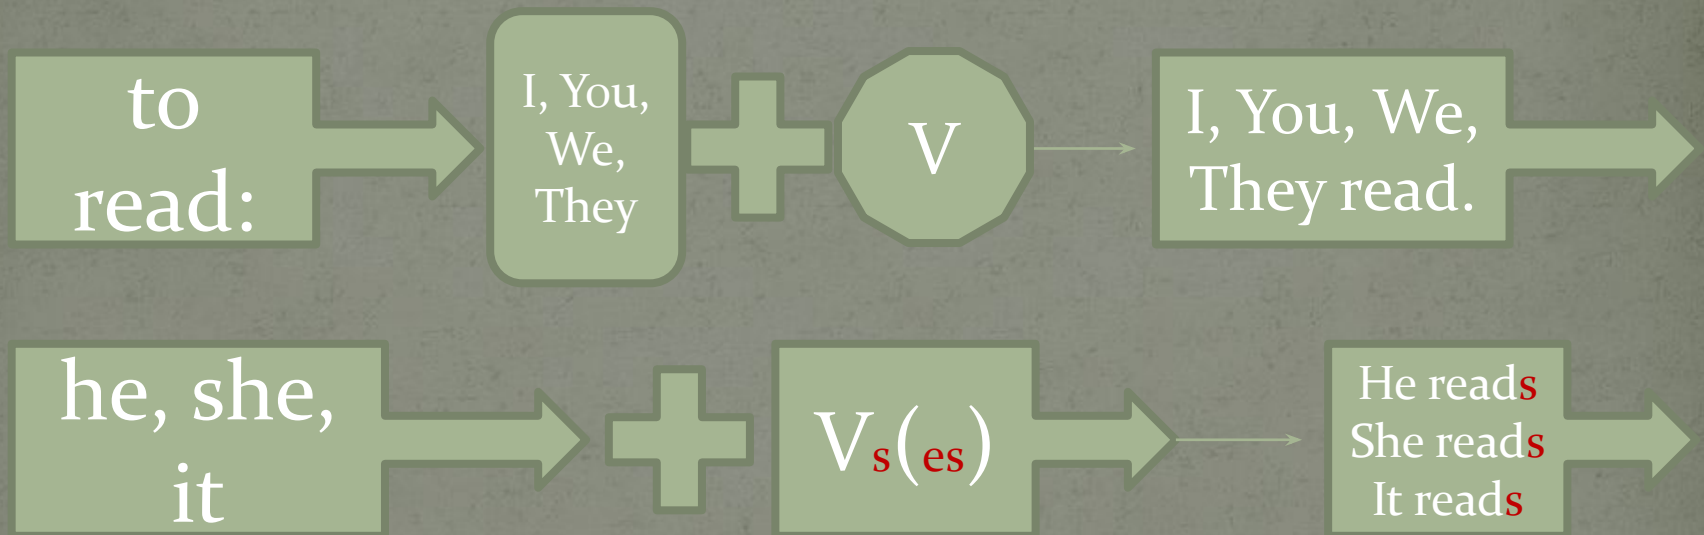 to
read:
I, You,
We,
They
V
I, You, We,
They read.
he, she,
it
Vs(es)
He reads
She reads
It reads